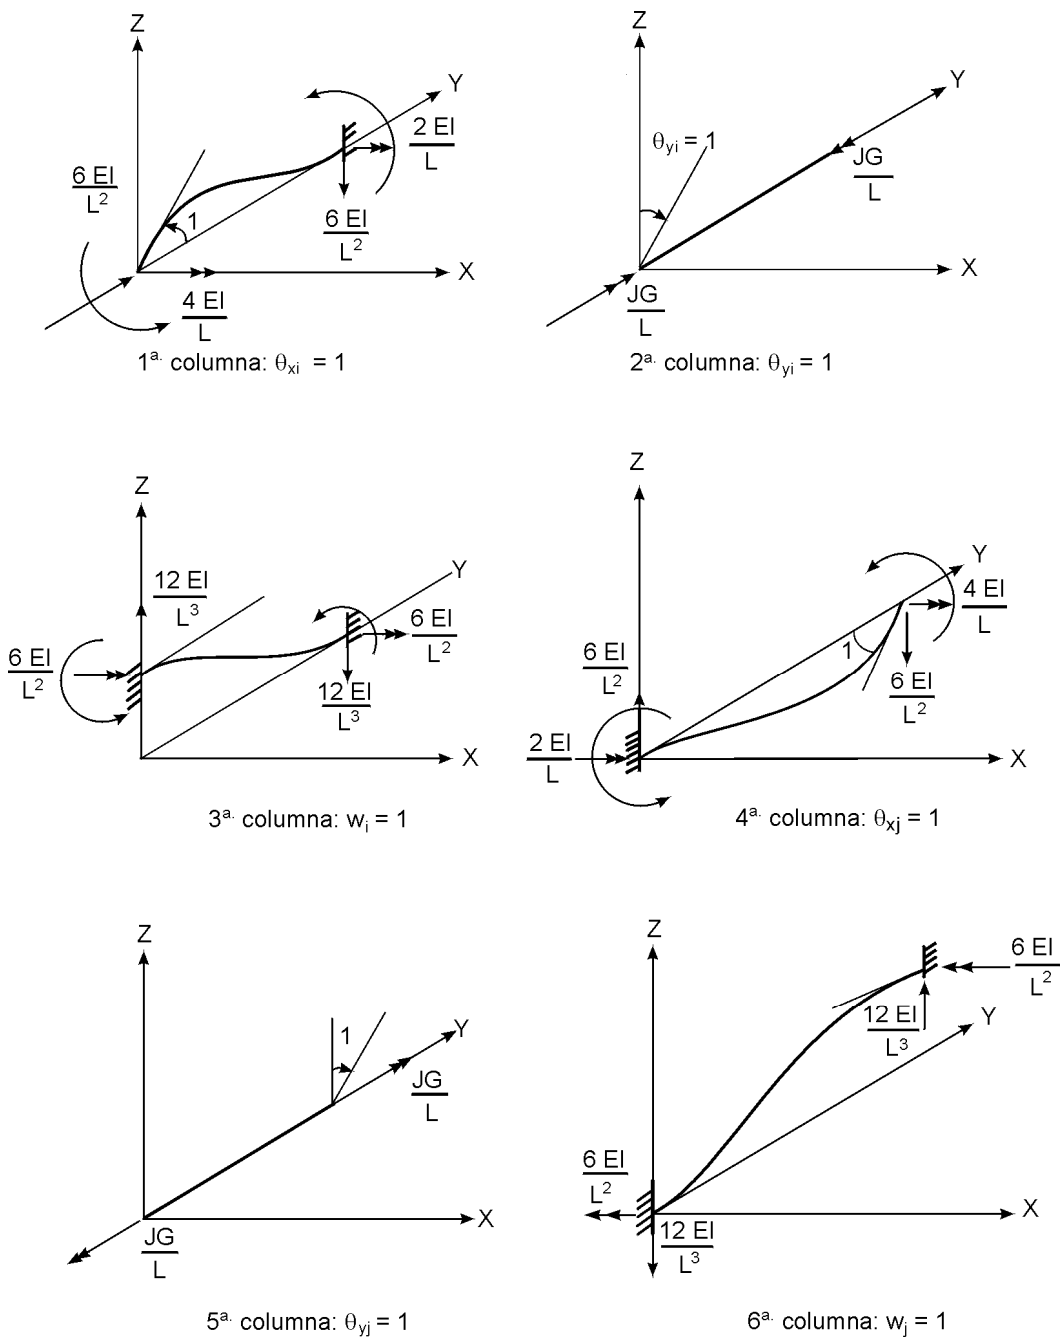 Z
Y
2 EI
L
6 EI
L²
1
6 EI
L²
X
4 EI
L
1ª· columna: θxi = 1
Z
Y
θyi = 1
JG
L
X
JG
L
2ª· columna: θyi = 1
Z
Y
12 EI
L³
6 EI
L²
6 EI
L²
12 EI
L³
X
3ª· columna: wi = 1
Z
Y
4 EI
L
6 EI
L²
1
6 EI
L²
2 EI
L
X
4ª· columna: θxj = 1
Z
Y
1
JG
L
X
JG
L
5ª· columna: θyj = 1
Z
6 EI
L²
12 EI
L³
Y
6 EI
L²
X
12 EI
L³
6ª· columna: wj = 1